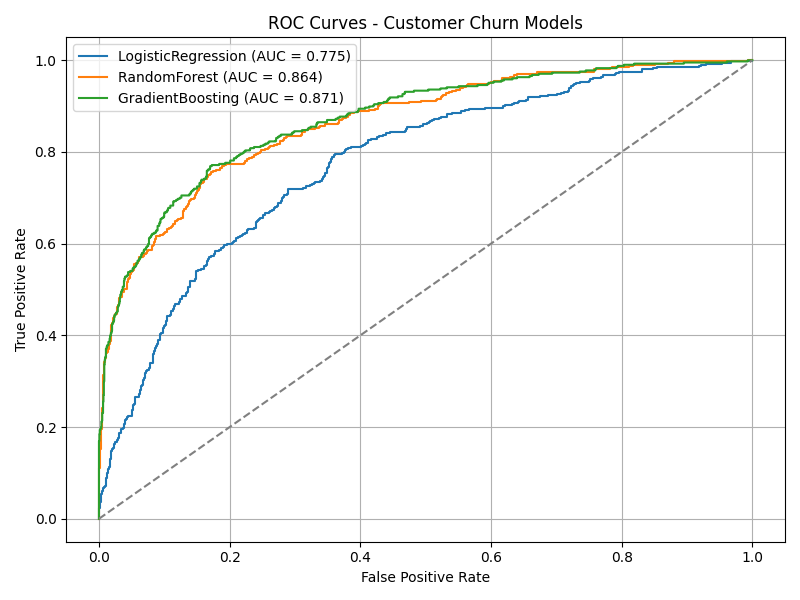 ROC Curves - Customer Churn Models
LogisticRegression (AUC = 0.775)
RandomForest (AUC = 0.864)
GradientBoosting (AUC = 0.871)
True Positive Rate
1.0
0.8
0.6
0.4
0.2
0.0
0.0 0.2 0.4 0.6 0.8 1.0
False Positive Rate